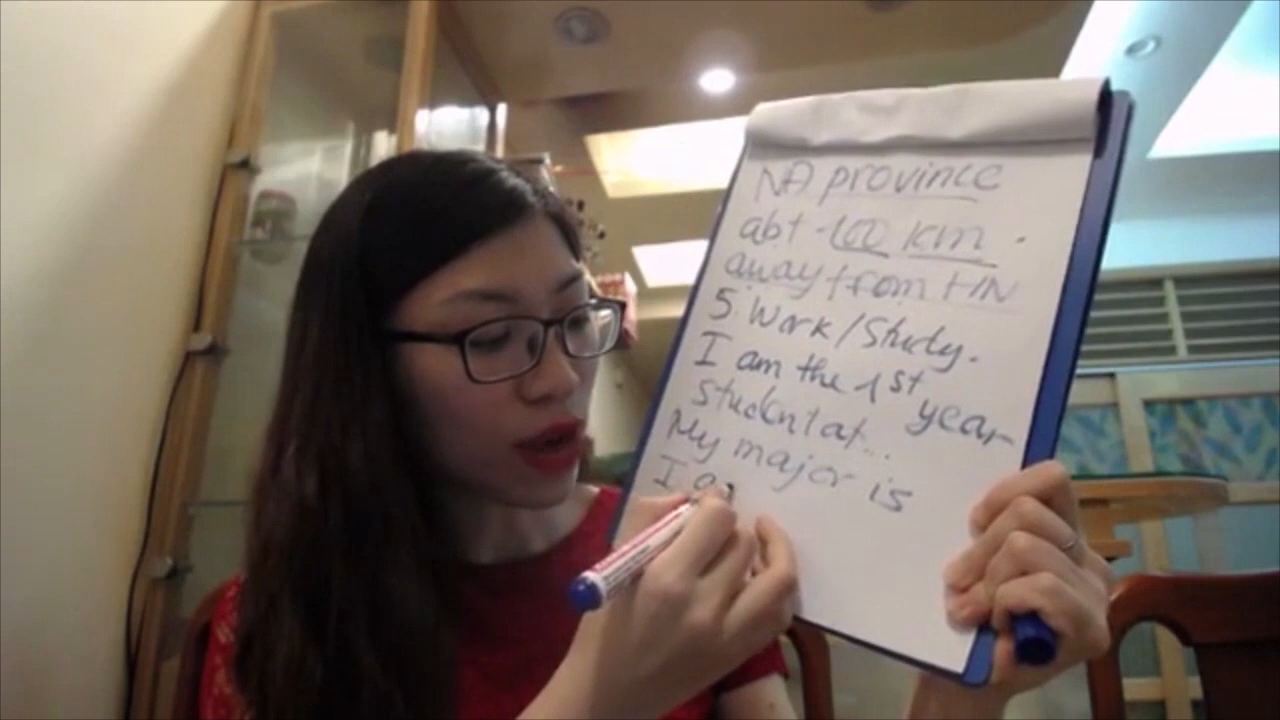 NA province
abt 100 km.
away from HN
5. Work/Study.
I am the 1st year
student at...
My major is
I am